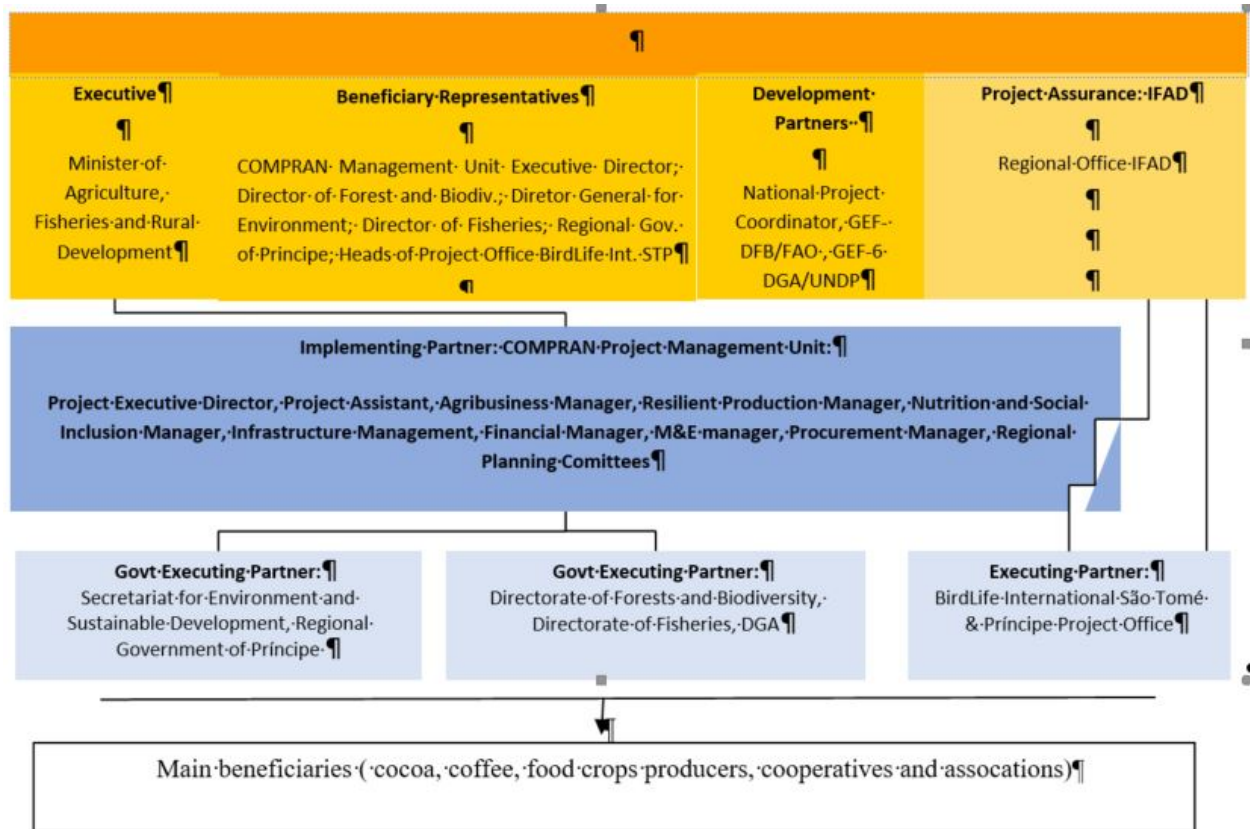 Executive
Minister of
Agriculture,
Fisheries and Rural
Development
Beneficiary Representatives
COMPRAN Management Unit Executive Director;
Director of Forest and Biodiv.; Diretor General for
Environment; Director of Fisheries; Regional Gov.
of Principe; Heads of Project Office BirdLife Int. STP
Development
Partners
National Project
Coordinator, GEF-
DFB/FAO , GEF-6
DGA/UNDP
Project Assurance: IFAD
Regional Office IFAD
Implementing Partner: COMPRAN Project Management Unit:
Project Executive Director, Project Assistant, Agribusiness Manager, Resilient Production Manager, Nutrition and Social
Inclusion Manager, Infrastructure Management, Financial Manager, M&E manager, Procurement Manager, Regional
Planning Comittees
Govt Executing Partner:
Secretariat for Environment and
Sustainable Development, Regional
Government of Príncipe
Govt Executing Partner:
Directorate of Forests and Biodiversity,
Directorate of Fisheries, DGA
Executing Partner:
BirdLife International São Tomé
& Príncipe Project Office
Main beneficiaries ( cocoa, coffee, food crops producers, cooperatives and assocations)